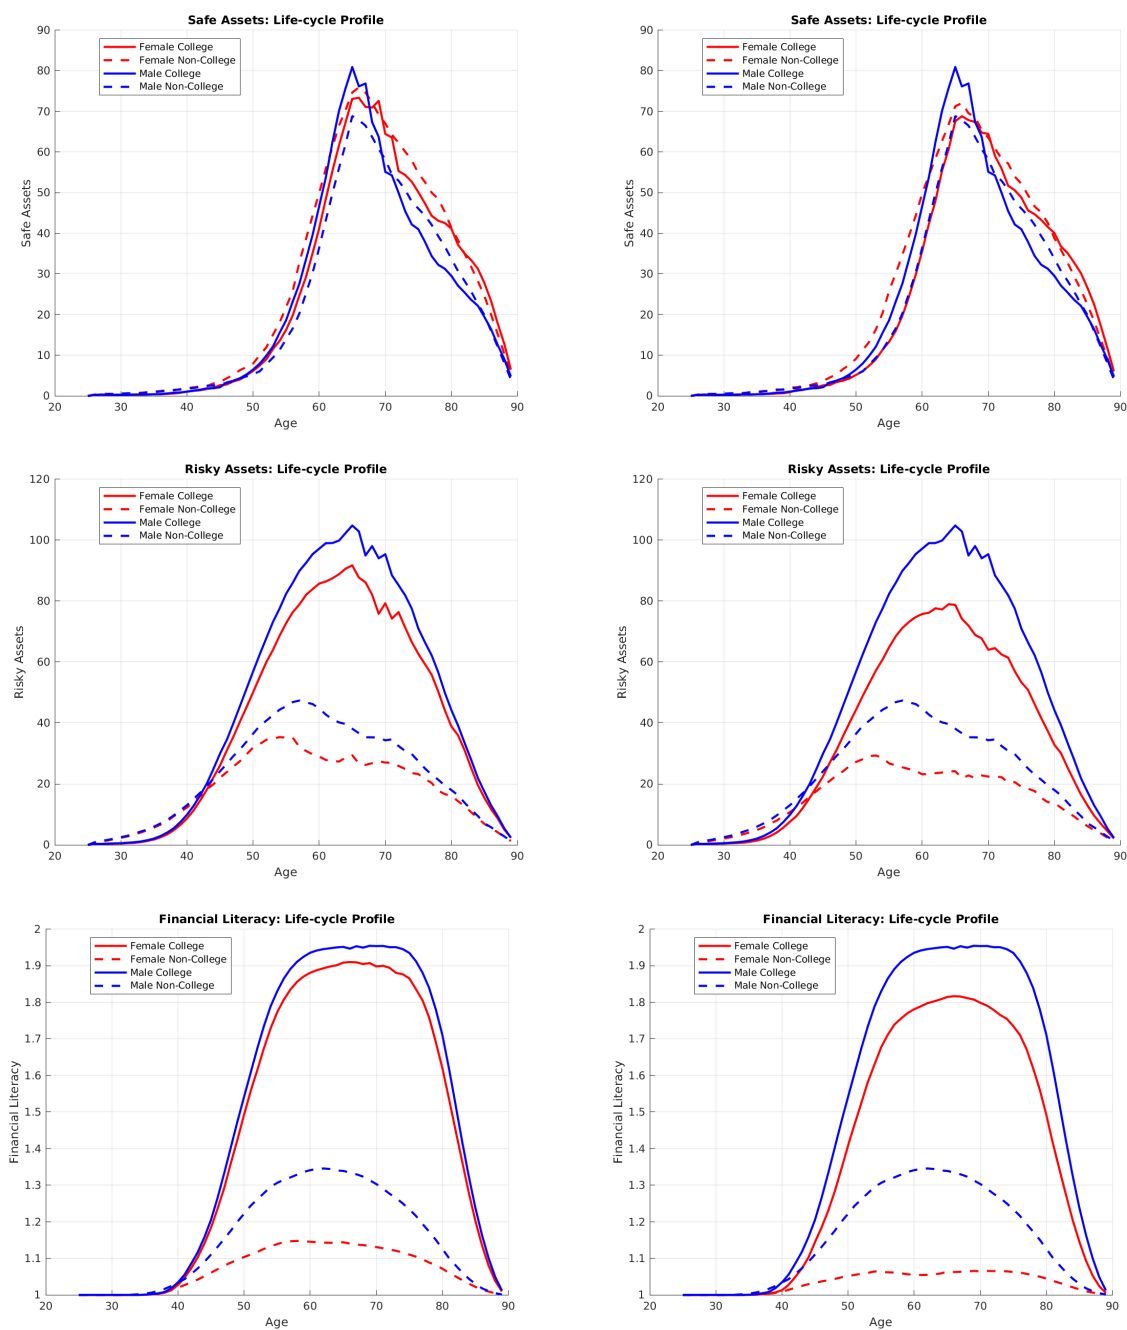 Safe Assets: Life-cycle Profile
Safe Assets
90
80
70
60
50
40
30
20
10
0
Female College
Female Non-College
Male College
Male Non-College
20 30 40 50 60 70 80 90
Age
Safe Assets: Life-cycle Profile
Safe Assets
90
80
70
60
50
40
30
20
10
0
Female College
Female Non-College
Male College
Male Non-College
20 30 40 50 60 70 80 90
Age
Risky Assets: Life-cycle Profile
Risky Assets
120
100
80
60
40
20
0
Female College
Female Non-College
Male College
Male Non-College
20 30 40 50 60 70 80 90
Age
Risky Assets: Life-cycle Profile
Risky Assets
120
100
80
60
40
20
0
Female College
Female Non-College
Male College
Male Non-College
20 30 40 50 60 70 80 90
Age
Financial Literacy: Life-cycle Profile
Financial Literacy
2
1.9
1.8
1.7
1.6
1.5
1.4
1.3
1.2
1.1
1
Female College
Female Non-College
Male College
Male Non-College
20 30 40 50 60 70 80 90
Age
Financial Literacy: Life-cycle Profile
Financial Literacy
2
1.9
1.8
1.7
1.6
1.5
1.4
1.3
1.2
1.1
1
Female College
Female Non-College
Male College
Male Non-College
20 30 40 50 60 70 80 90
Age